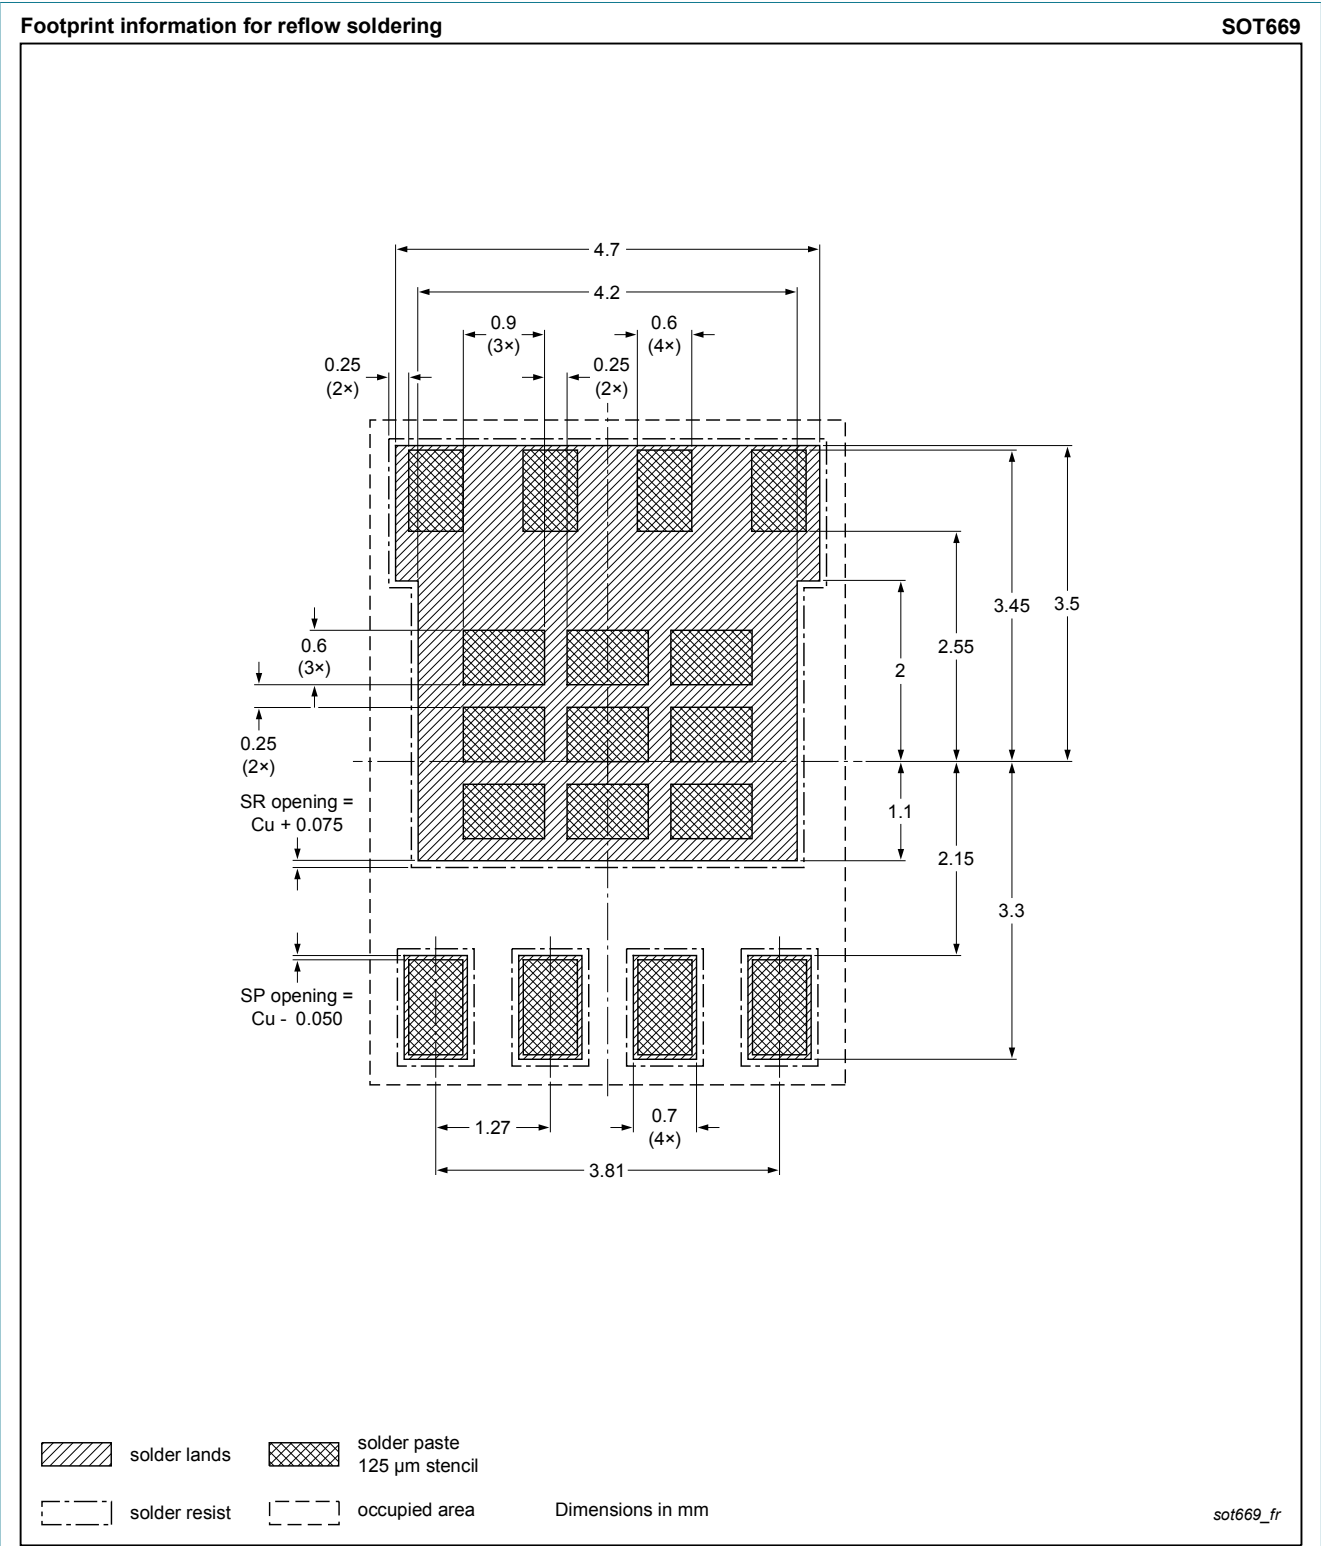 Footprint information for reflow soldering
SOT669
4.7
4.2
0.9
(3×)
0.6
(4×)
0.25
(2×)
0.25
(2×)
3.45
3.5
2.55
2
0.6
(3×)
0.25
(2×)
SR opening =
Cu + 0.075
1.1
2.15
3.3
SP opening =
Cu - 0.050
1.27
0.7
(4×)
3.81
solder lands
solder paste
125 µm stencil
solder resist
occupied area
Dimensions in mm
sot669_fr